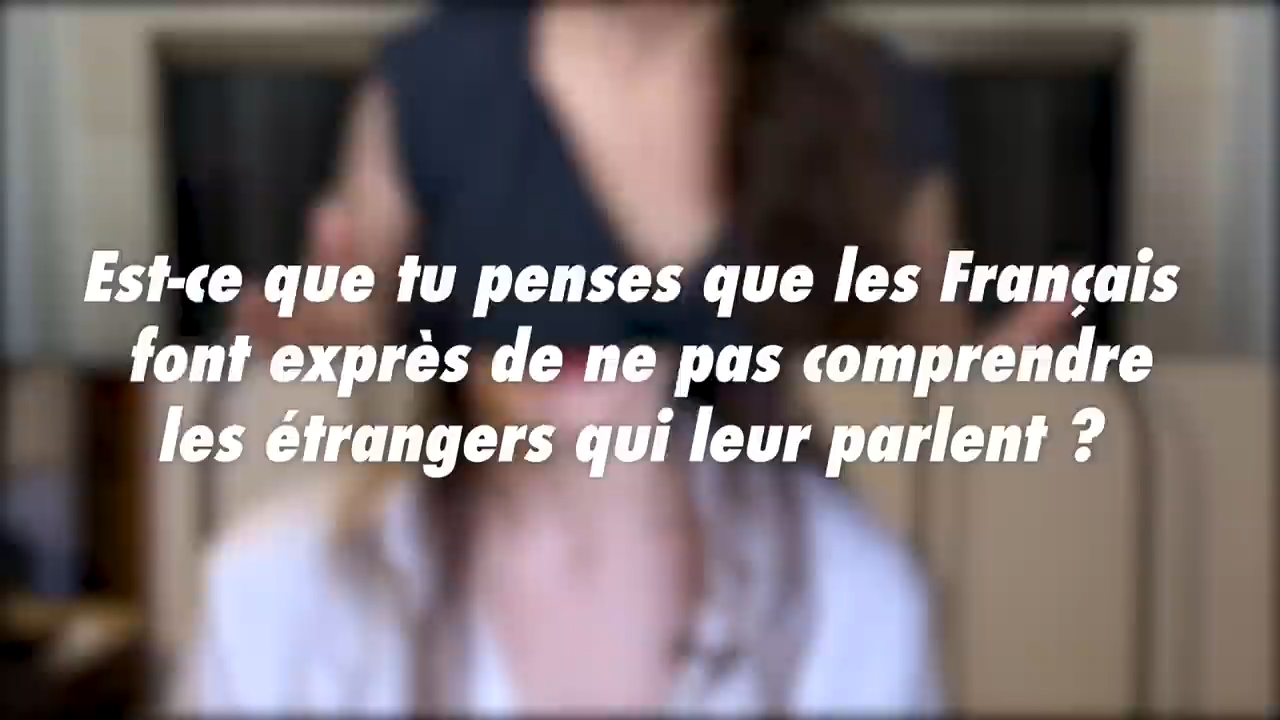 Est-ce que tu penses que les Français
font exprès de ne pas comprendre
les étrangers qui leur parlent ?